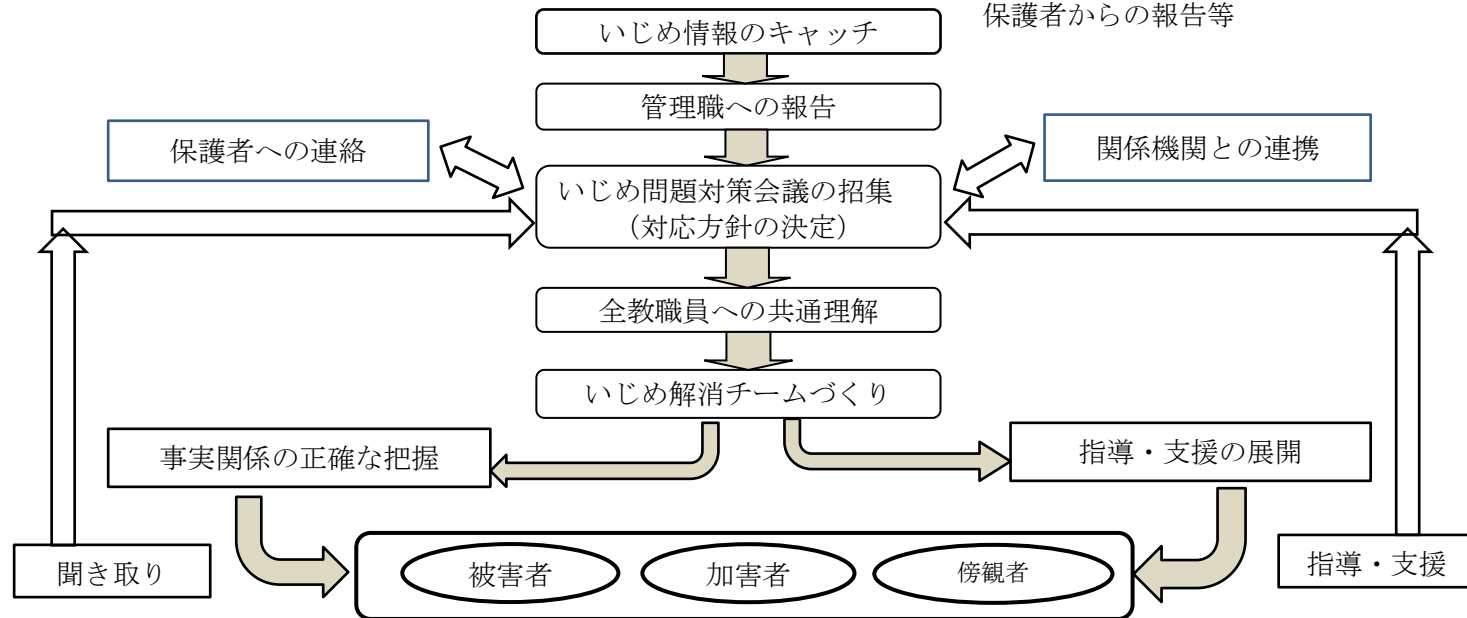 保護者からの報告等
いじめ情報のキャッチ
管理職への報告
保護者への連絡
関係機関との連携
いじめ問題対策会議の招集
（対応方針の決定）
全教職員への共通理解
いじめ解消チームづくり
事実関係の正確な把握
指導・支援の展開
聞き取り
被害者
加害者
傍観者
指導・支援